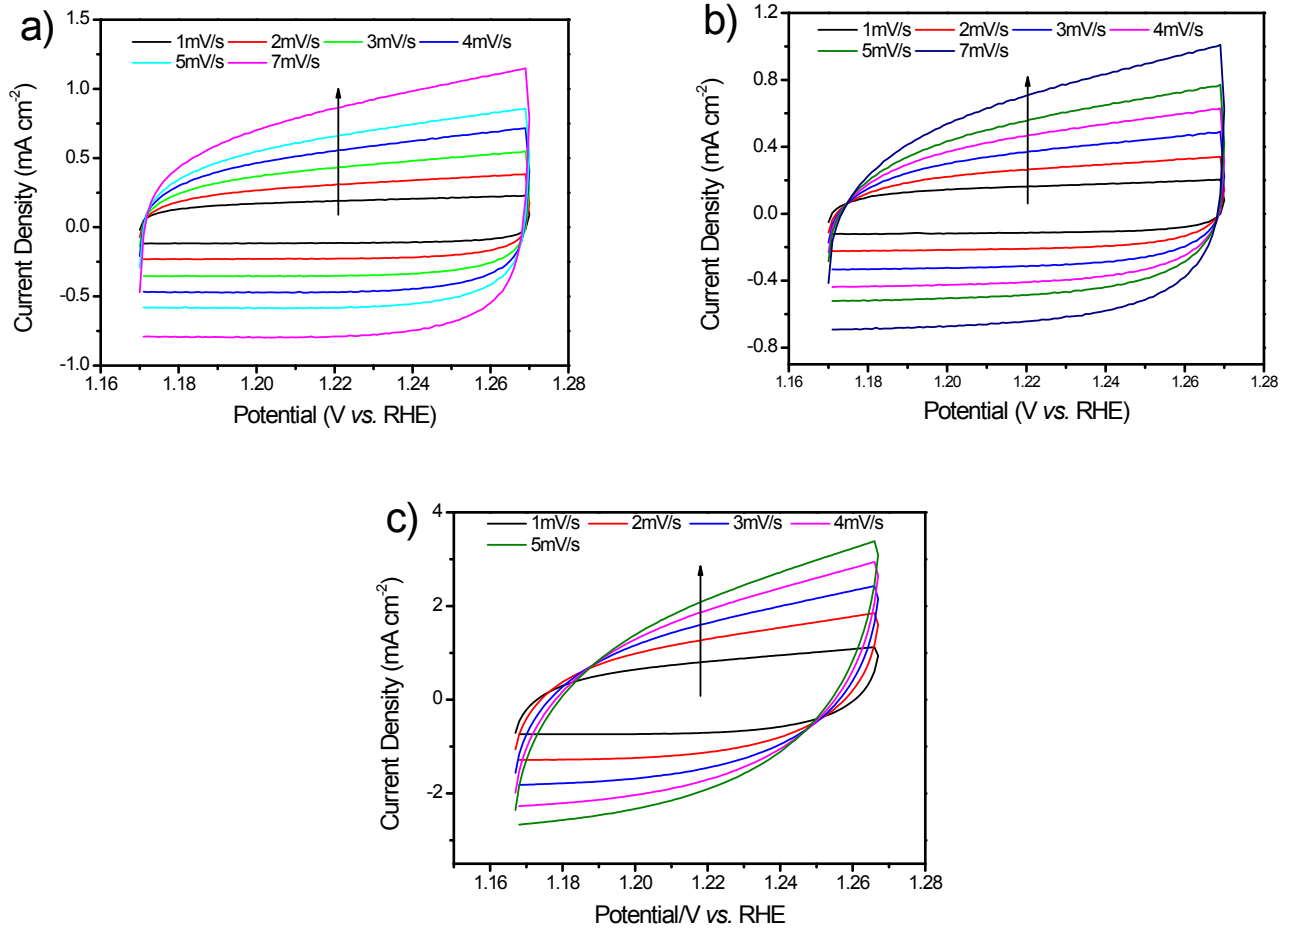 a)
1.5
1.0
0.5
0.0
-0.5
-1.0
1mV/s 2mV/s 3mV/s 4mV/s
5mV/s 7mV/s
Current Density (mA cm-2)
1.16 1.18 1.20 1.22 1.24 1.26 1.28
Potential (V vs. RHE)
b)
1.2
0.8
0.4
0.0
-0.4
-0.8
1mV/s 2mV/s 3mV/s 4mV/s
5mV/s 7mV/s
Current Density (mA cm-2)
1.16 1.18 1.20 1.22 1.24 1.26 1.28
Potential (V vs. RHE)
c)
4
2
0
-2
1mV/s 2mV/s 3mV/s 4mV/s
5mV/s
Current Density (mA cm-2)
1.16 1.18 1.20 1.22 1.24 1.26 1.28
Potential/V vs. RHE